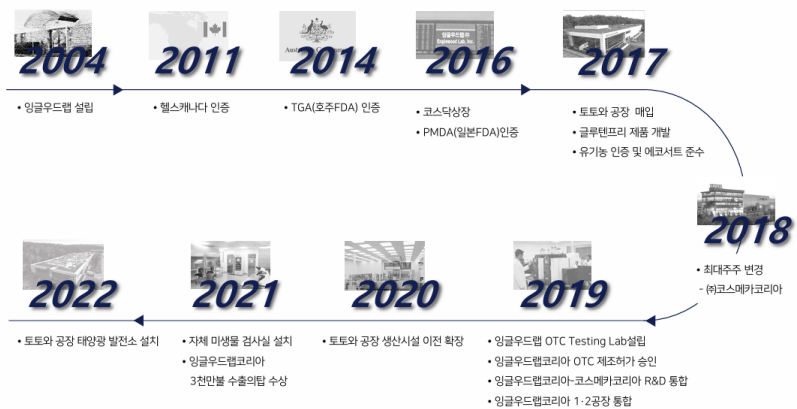 2004
• 잉글우드랩 설립
2011
• 헬스캐나다 인증
2014
• TGA(호주FDA) 인증
잉글우드랩㈜
Englewood Lab, Inc.
2016
• 코스닥상장
• PMDA(일본FDA)인증
2017
• 토토와 공장 매입
• 글루텐프리 제품 개발
• 유기농 인증 및 에코서트 준수
2018
• 최대주주 변경
- ㈜코스메카코리아
2019
• 잉글우드랩 OTC Testing Lab설립
• 잉글우드랩코리아 OTC 제조허가 승인
• 잉글우드랩코리아-코스메카코리아 R&D 통합
• 잉글우드랩코리아 1·2공장 통합
2020
• 토토와 공장 생산시설 이전 확장
2021
• 자체 미생물 검사실 설치
• 잉글우드랩코리아
3천만불 수출의탑 수상
2022
• 토토와 공장 태양광 발전소 설치